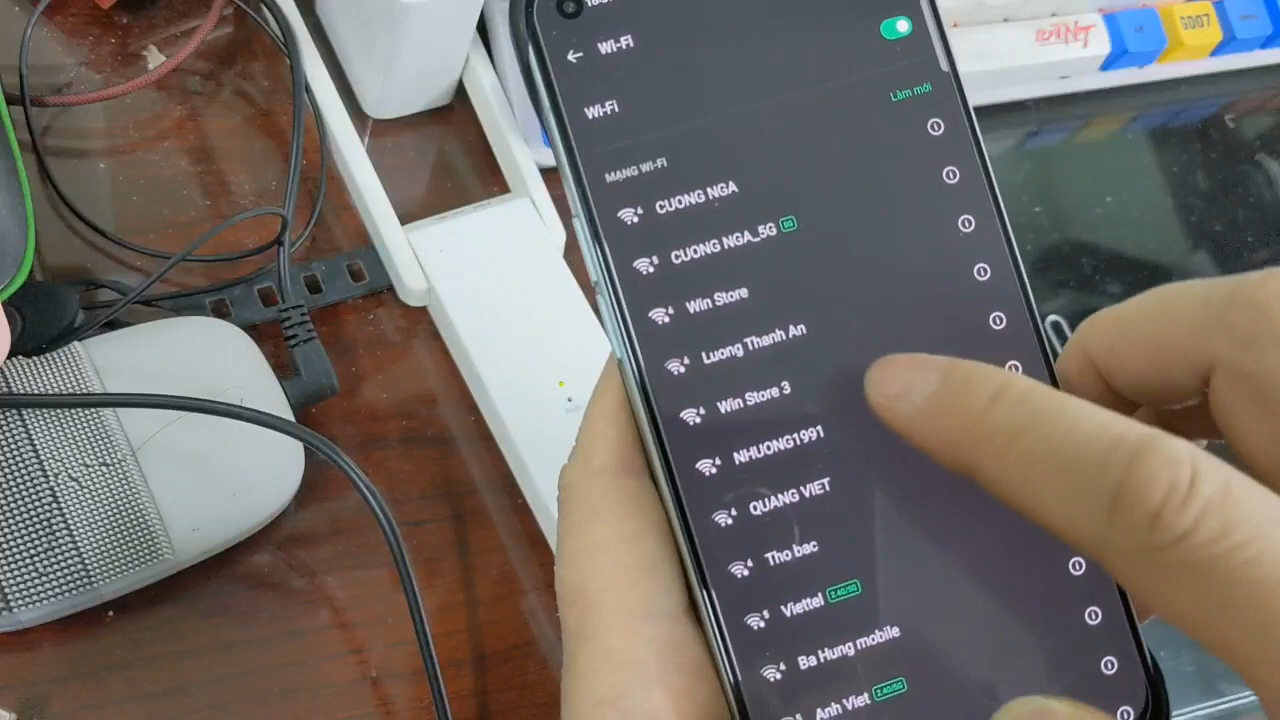 Wi-Fi
Wi-Fi
Làm mới
MẠNG WI-FI
CUONG NGA
CUONG NGA_5G 5G
Win Store
Luong Thanh An
Win Store 3
NHUONG1991
QUANG VIET
Tho bac
Viettel 2.4G/5G
Ba Hung mobile
Anh Viet 2.4G/5G
GD07